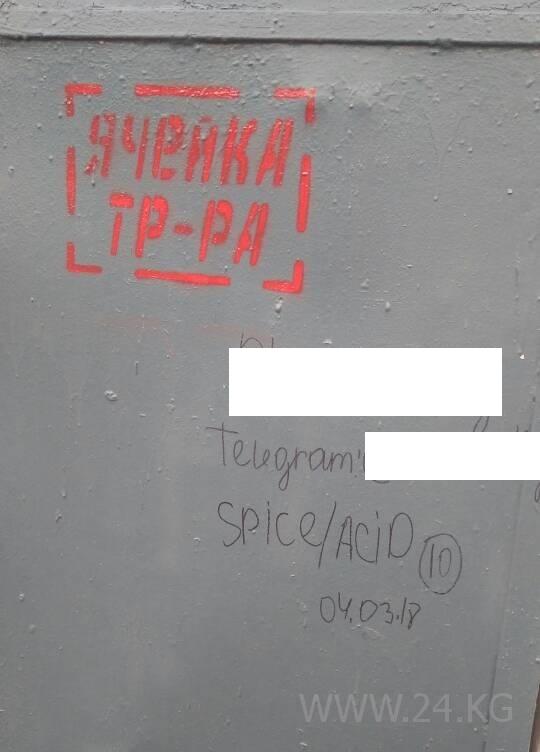 ЯЧЕЙКА
ТР-РА
Telegram:@
SPICE/ACID 10
04.03.18
WWW.24.KG